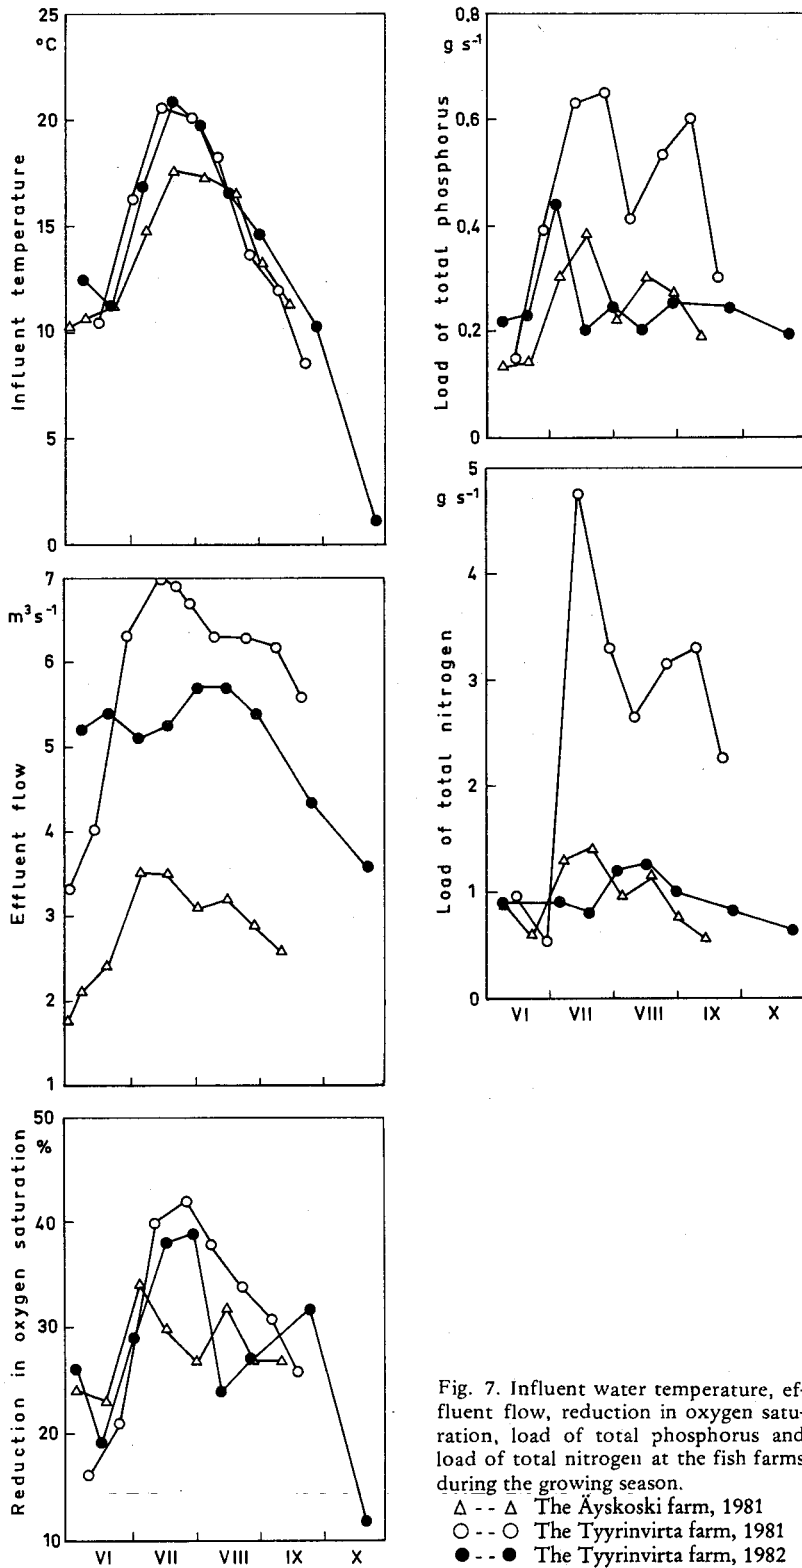 25
°C
20
15
10
5
0
Influent temperature
7
m³s⁻¹
6
5
4
3
2
1
Effluent flow
50
%
40
30
20
10
Reduction in oxygen saturation
VI VII VIII IX X
0.8
g s⁻¹
0,6
0,4
0,2
0
Load of total phosphorus
5
g s⁻¹
4
3
2
1
0
Load of total nitrogen
VI VII VIII IX X
Fig. 7. Influent water temperature, ef-
fluent flow, reduction in oxygen satu-
ration, load of total phosphorus and
load of total nitrogen at the fish farms
during the growing season.
△ - - △ The Äyskoski farm, 1981
○ - - ○ The Tyyrinvirta farm, 1981
● - - ● The Tyyrinvirta farm, 1982